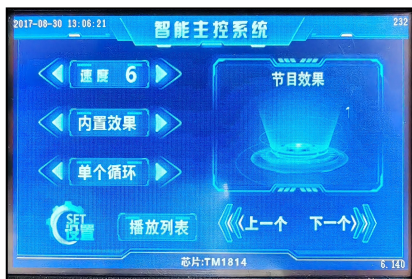 2017-08-30 13:06:21
智能主控系统
232
速度 6
节目效果
内置效果
单个循环
SET
设置
播放列表
上一个
下一个
芯片:TM1814
6.140